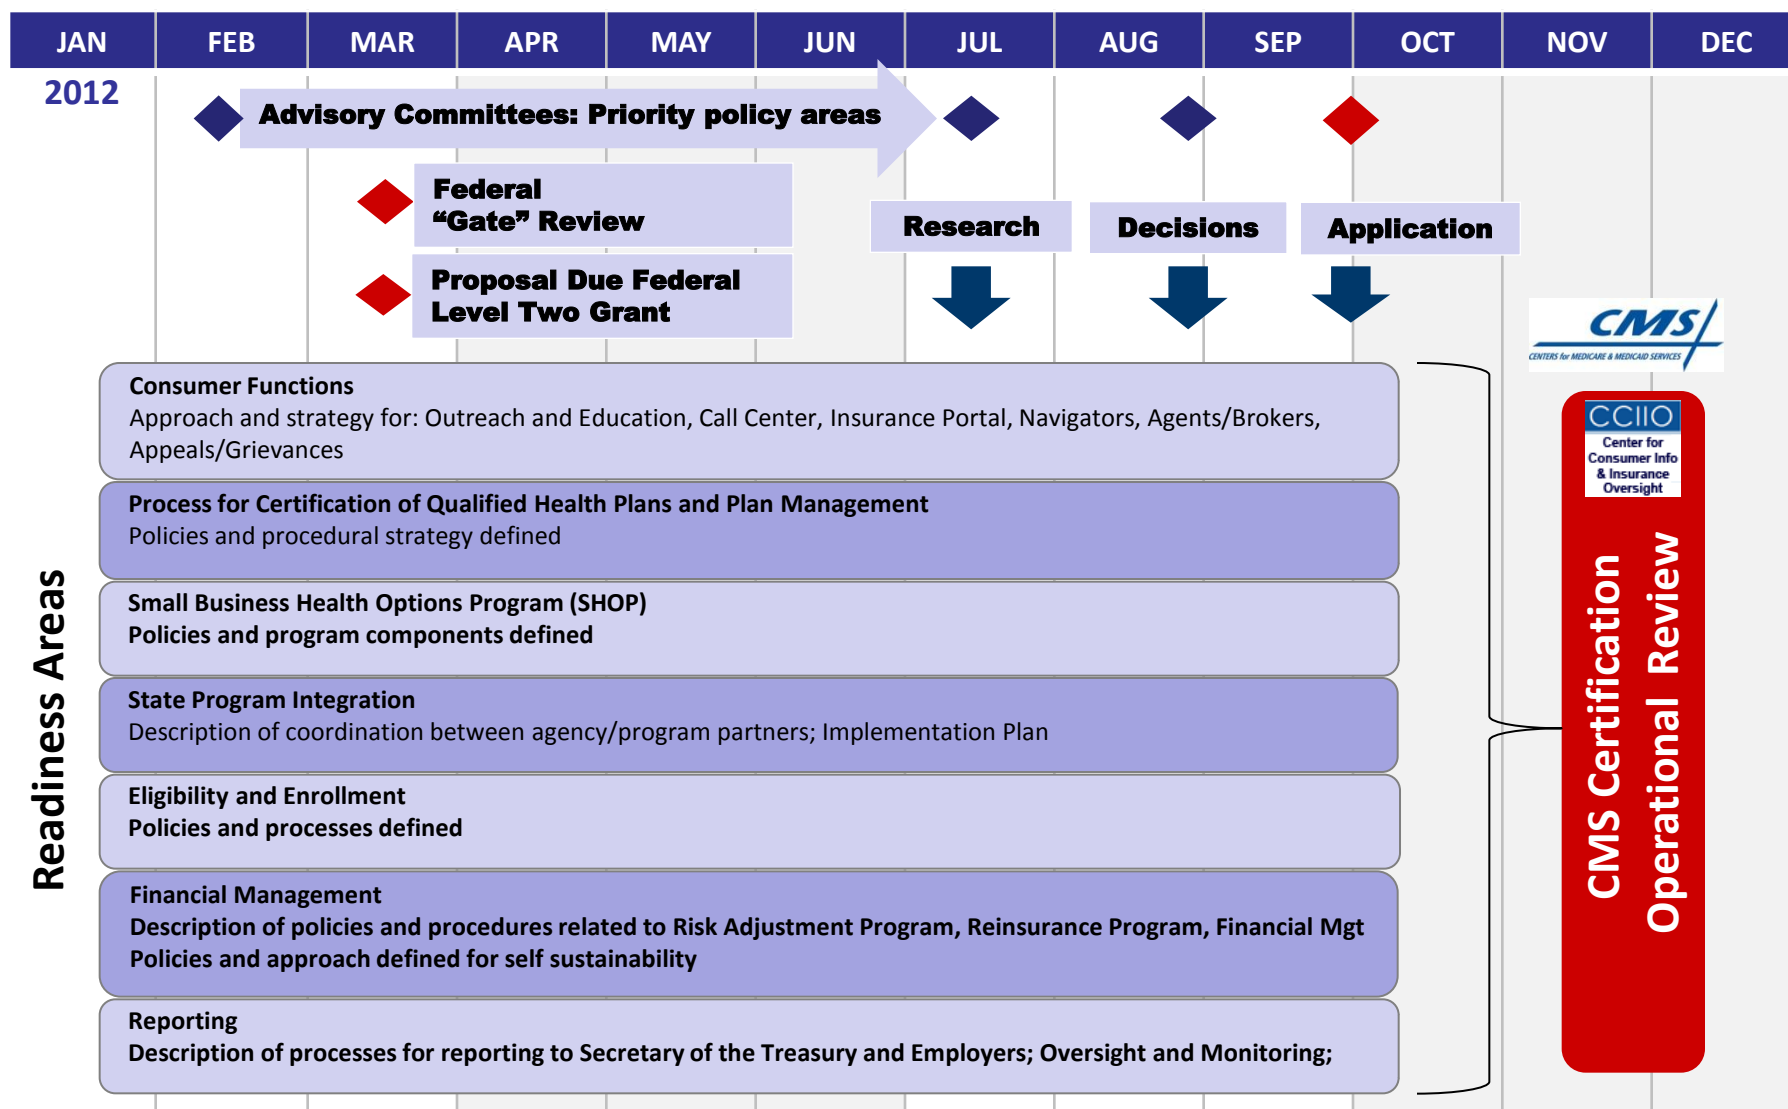 JAN FEB MAR APR MAY JUN JUL AUG SEP OCT NOV DEC
2012
Advisory Committees: Priority policy areas
Federal
“Gate” Review
Proposal Due Federal
Level Two Grant
Research
Decisions
Application
CMS
CENTERS for MEDICARE & MEDICAID SERVICES
Readiness Areas
Consumer Functions
Approach and strategy for: Outreach and Education, Call Center, Insurance Portal, Navigators, Agents/Brokers,
Appeals/Grievances
Process for Certification of Qualified Health Plans and Plan Management
Policies and procedural strategy defined
Small Business Health Options Program (SHOP)
Policies and program components defined
State Program Integration
Description of coordination between agency/program partners; Implementation Plan
Eligibility and Enrollment
Policies and processes defined
Financial Management
Description of policies and procedures related to Risk Adjustment Program, Reinsurance Program, Financial Mgt
Policies and approach defined for self sustainability
Reporting
Description of processes for reporting to Secretary of the Treasury and Employers; Oversight and Monitoring;
CCIIO
Center for
Consumer Info
& Insurance
Oversight
CMS Certification
Operational Review